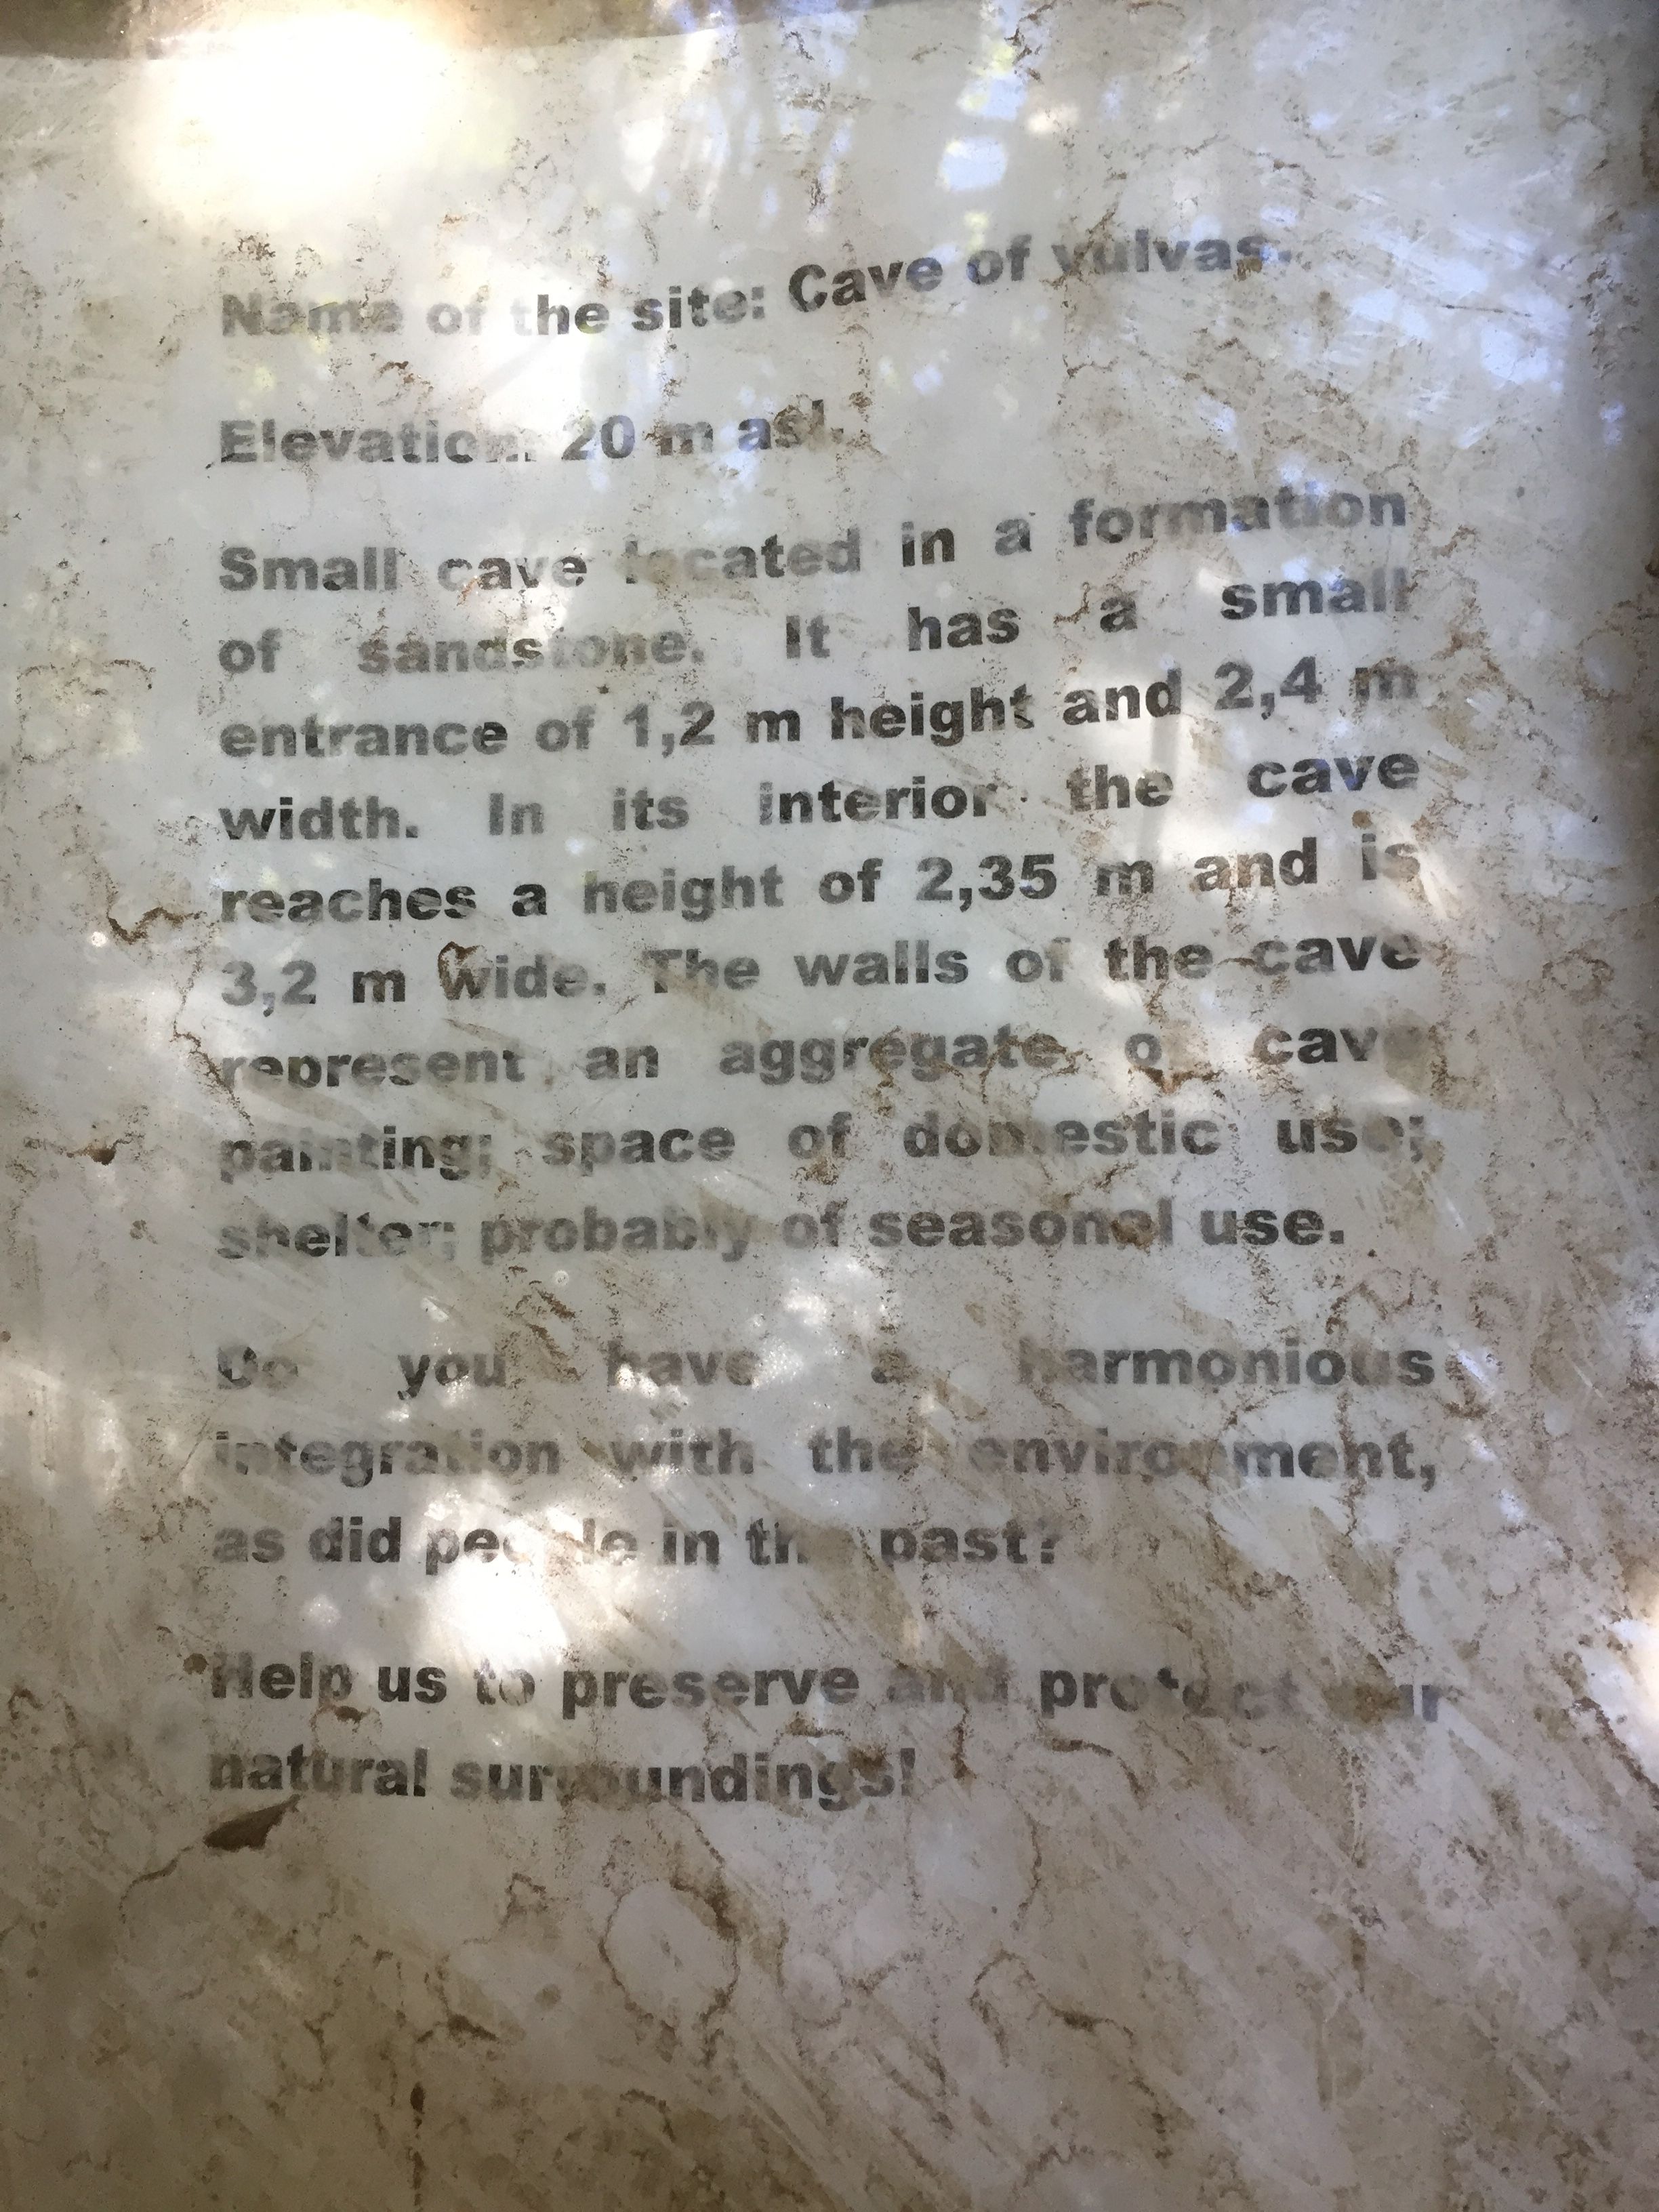 Name of the site: Cave of vulvas.
Elevation: 20 m asl.
Small cave located in a formation
of sandstone. It has a small
entrance of 1,2 m height and 2,4 m
width. In its interior the cave
reaches a height of 2,35 m and is
3,2 m wide. The walls of the cave
represent an aggregate of cave
painting; space of domestic use;
shelter; probably of seasonal use.
Do you have a harmonious
integration with the environment,
as did people in the past?
Help us to preserve and protect our
natural surroundings!